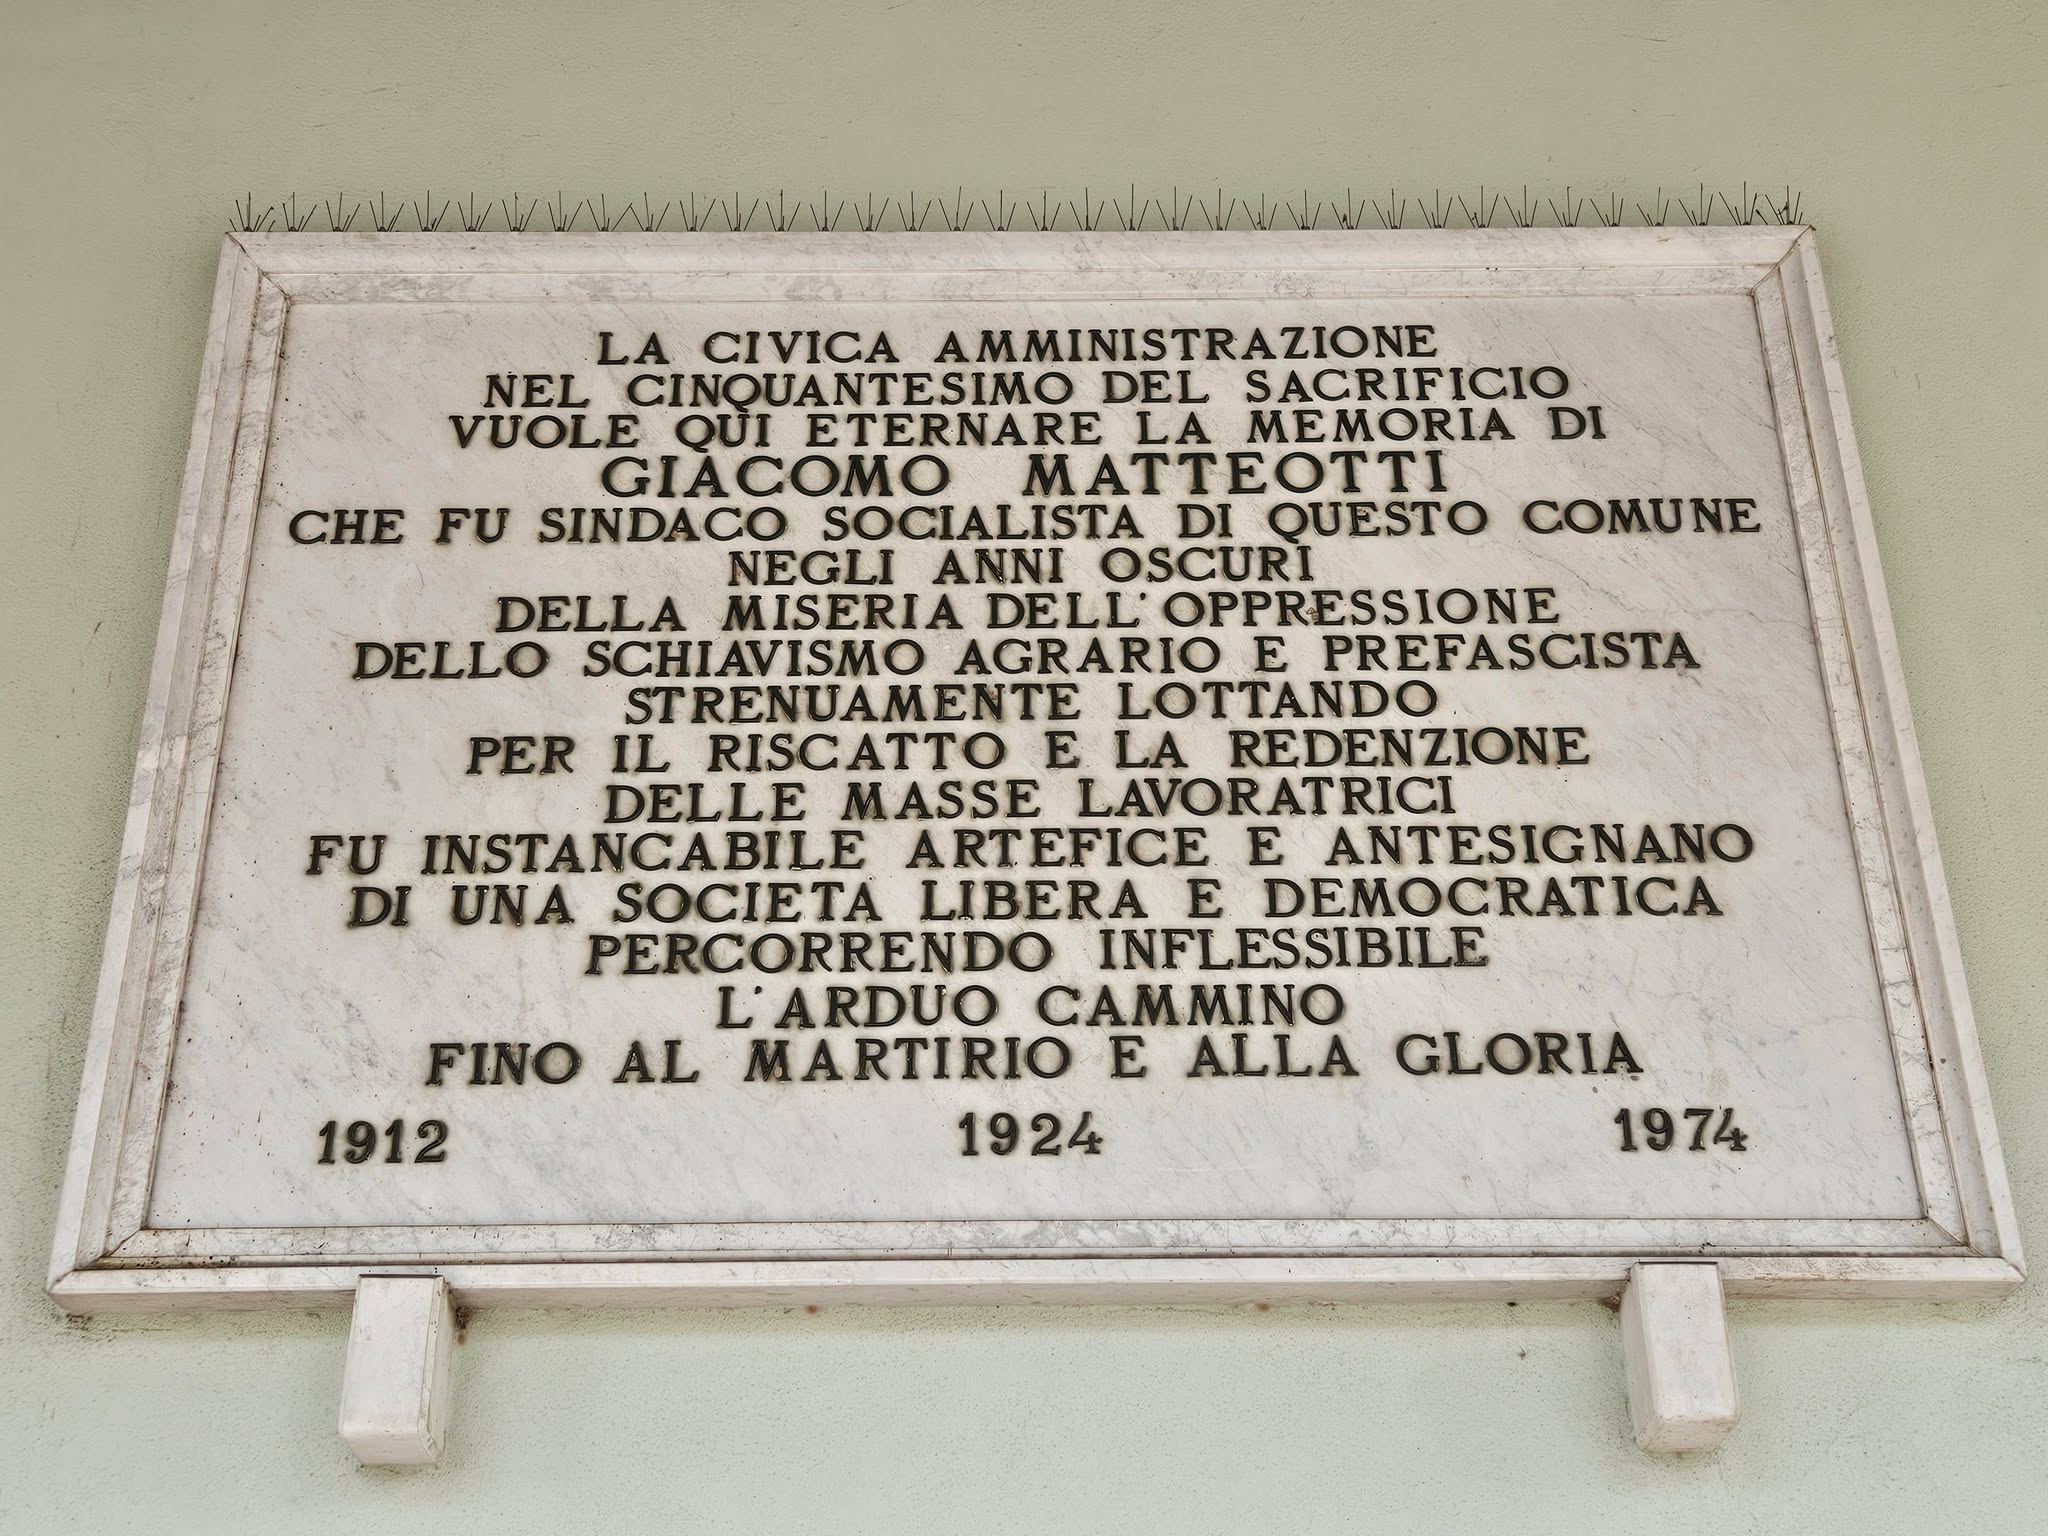 LA CIVICA AMMINISTRAZIONE
NEL CINQUANTESIMO DEL SACRIFICIO
VUOLE QUI ETERNARE LA MEMORIA DI
GIACOMO MATTEOTTI
CHE FU SINDACO SOCIALISTA DI QUESTO COMUNE
NEGLI ANNI OSCURI
DELLA MISERIA DELL'OPPRESSIONE
DELLO SCHIAVISMO AGRARIO E PREFASCISTA
STRENUAMENTE LOTTANDO
PER IL RISCATTO E LA REDENZIONE
DELLE MASSE LAVORATRICI
FU INSTANCABILE ARTEFICE E ANTESIGNANO
DI UNA SOCIETA LIBERA E DEMOCRATICA
PERCORRENDO INFLESSIBILE
L'ARDUO CAMMINO
FINO AL MARTIRIO E ALLA GLORIA
1912 1924 1974